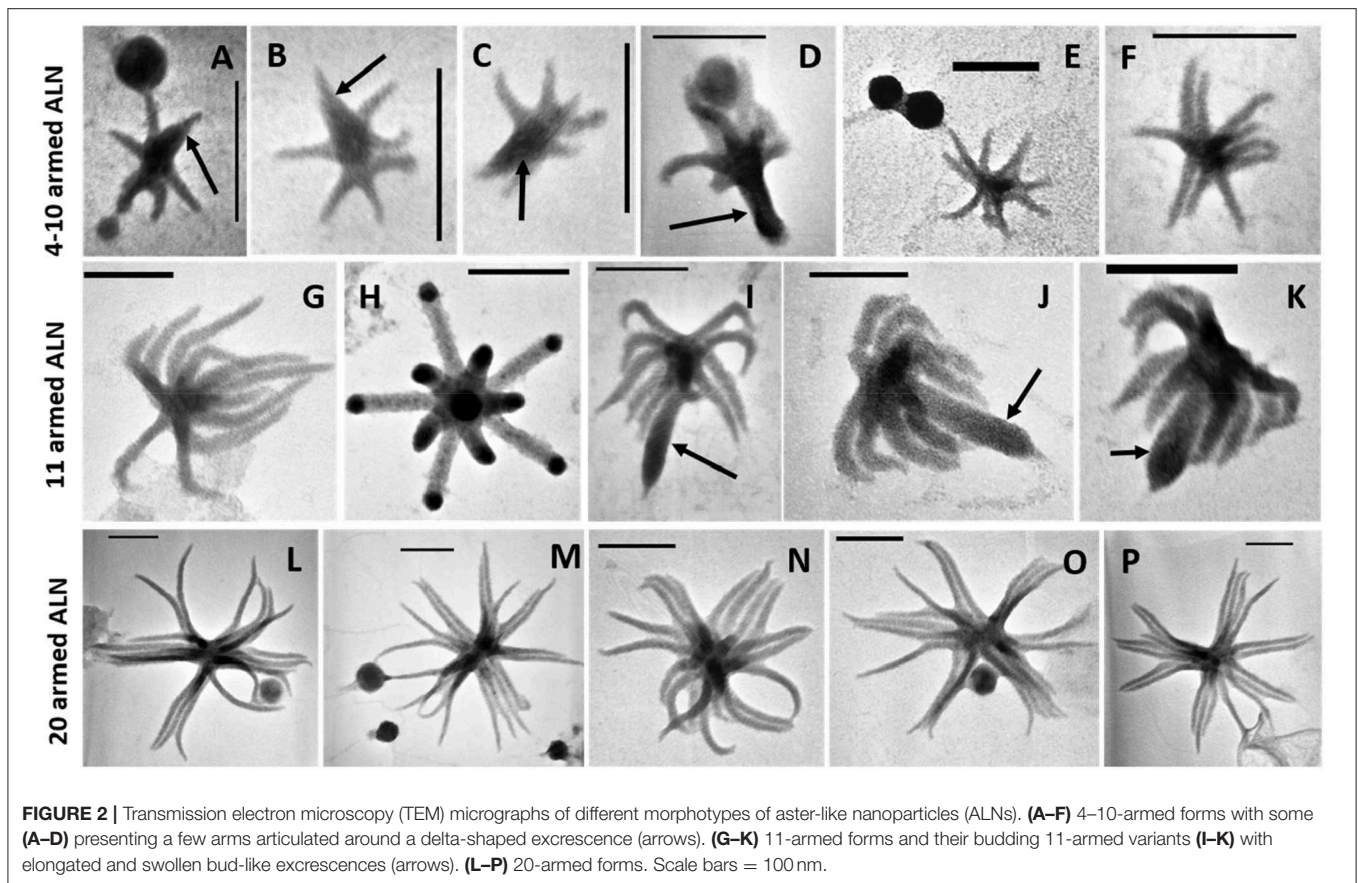 4-10 armed ALN
A
B
C
D
E
F
11 armed ALN
G
H
I
J
K
20 armed ALN
L
M
N
O
P
FIGURE 2 | Transmission electron microscopy (TEM) micrographs of different morphotypes of aster-like nanoparticles (ALNs). (A–F) 4–10-armed forms with some
(A–D) presenting a few arms articulated around a delta-shaped excrescence (arrows). (G–K) 11-armed forms and their budding 11-armed variants (I–K) with
elongated and swollen bud-like excrescences (arrows). (L–P) 20-armed forms. Scale bars = 100 nm.